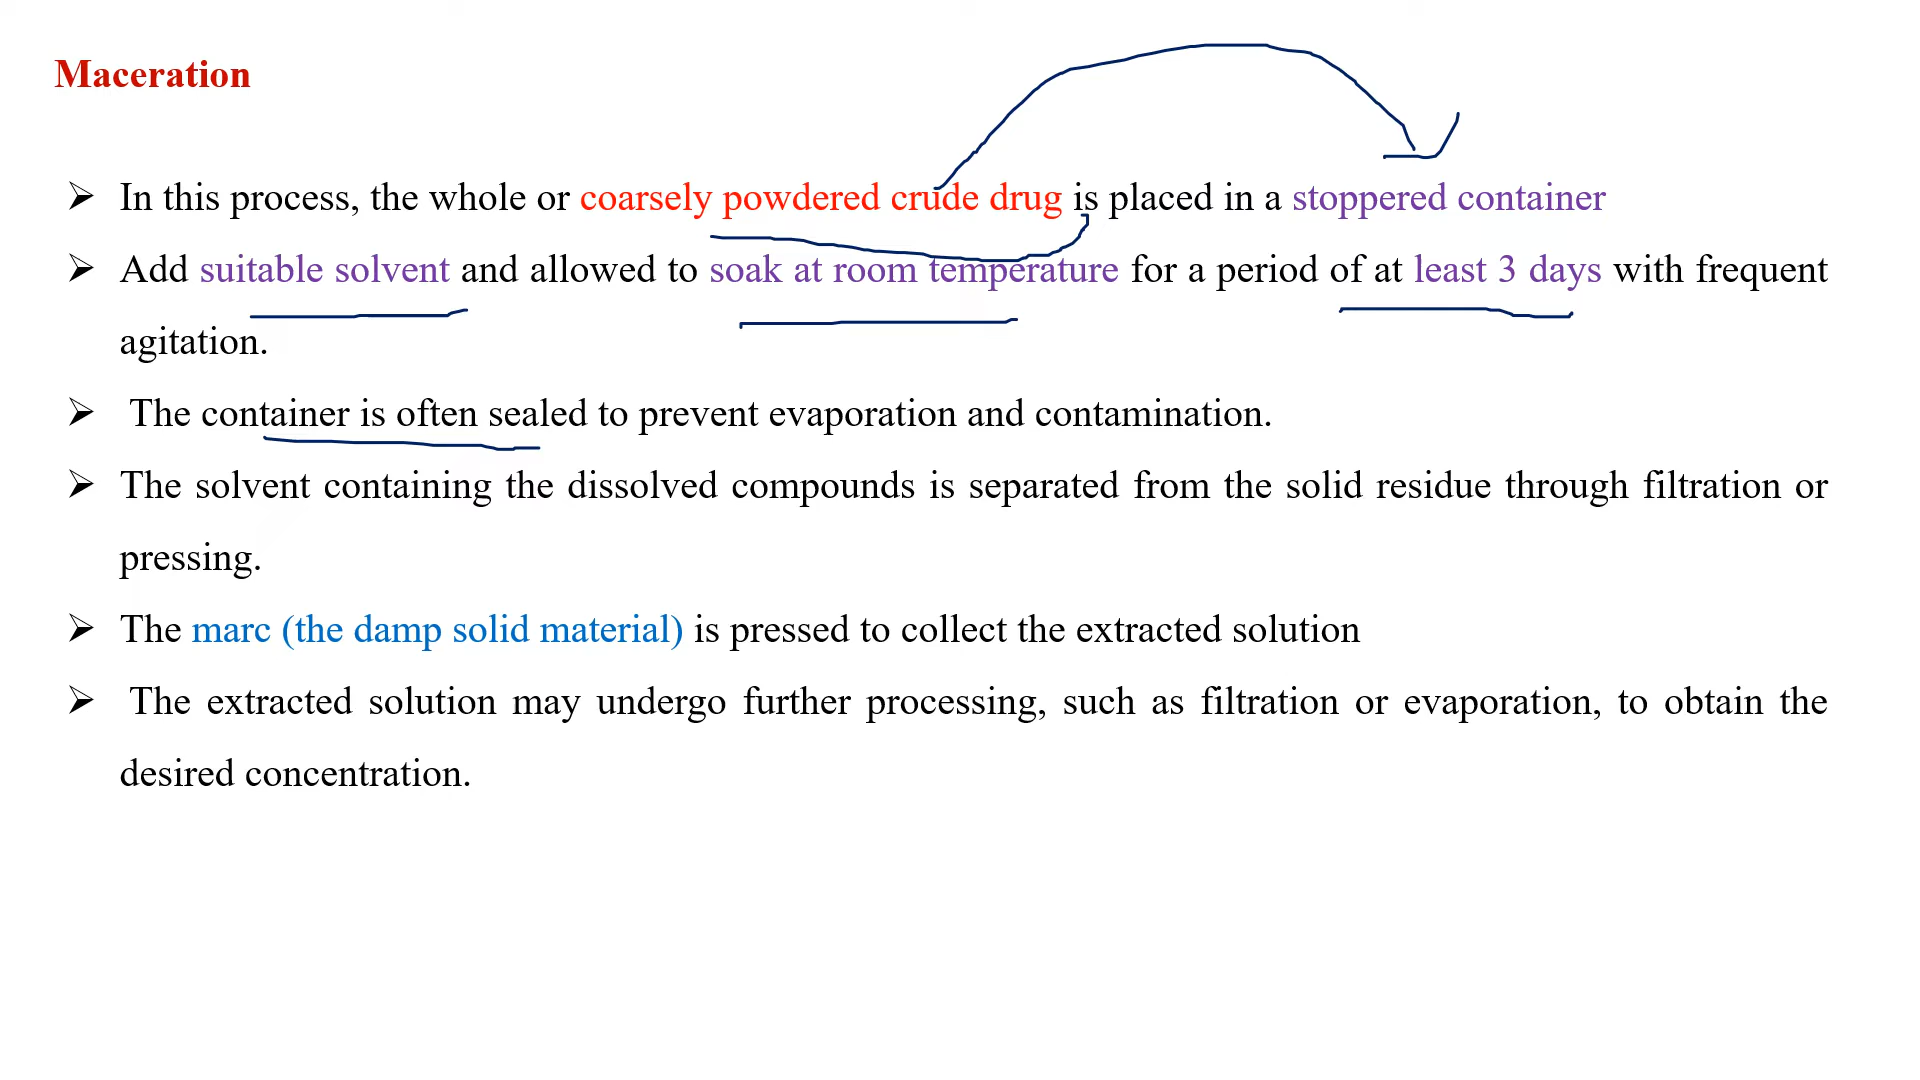 Maceration
➢ In this process, the whole or coarsely powdered crude drug is placed in a stoppered container
➢ Add suitable solvent and allowed to soak at room temperature for a period of at least 3 days with frequent
agitation.
➢ The container is often sealed to prevent evaporation and contamination.
➢ The solvent containing the dissolved compounds is separated from the solid residue through filtration or
pressing.
➢ The marc (the damp solid material) is pressed to collect the extracted solution
➢ The extracted solution may undergo further processing, such as filtration or evaporation, to obtain the
desired concentration.